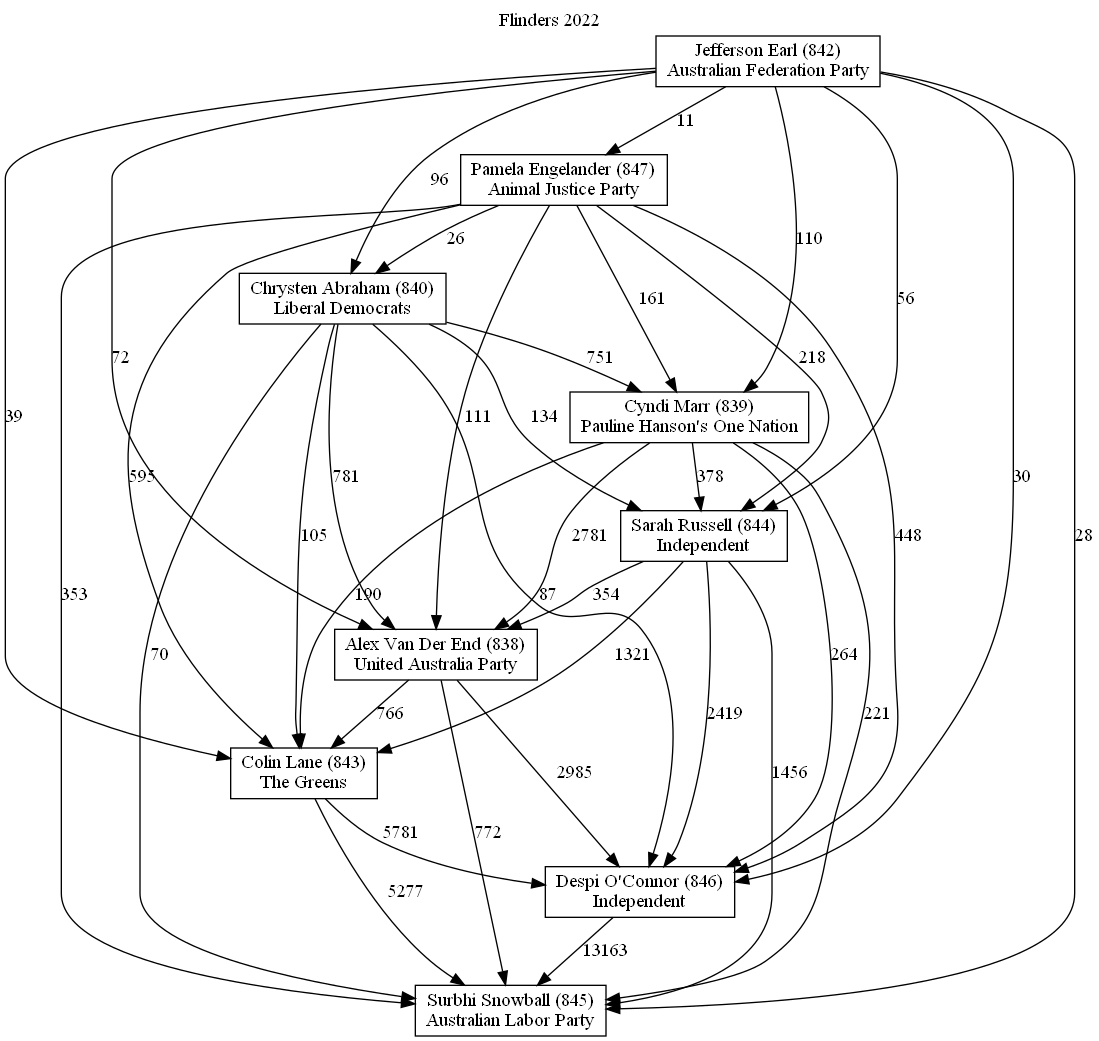 Flinders 2022
Jefferson Earl (842)
Australian Federation Party
11
Pamela Engelander (847)
Animal Justice Party
96
26
110
Chrysten Abraham (840)
Liberal Democrats
161
56
72
751
218
Cyndi Marr (839)
Pauline Hanson's One Nation
39
111
134
595
781
378
30
105
2781
Sarah Russell (844)
Independent
448
28
353
190
87
354
Alex Van Der End (838)
United Australia Party
70
1321
264
766
2419
221
Colin Lane (843)
The Greens
2985
1456
5781
772
Despi O'Connor (846)
Independent
5277
13163
Surbhi Snowball (845)
Australian Labor Party